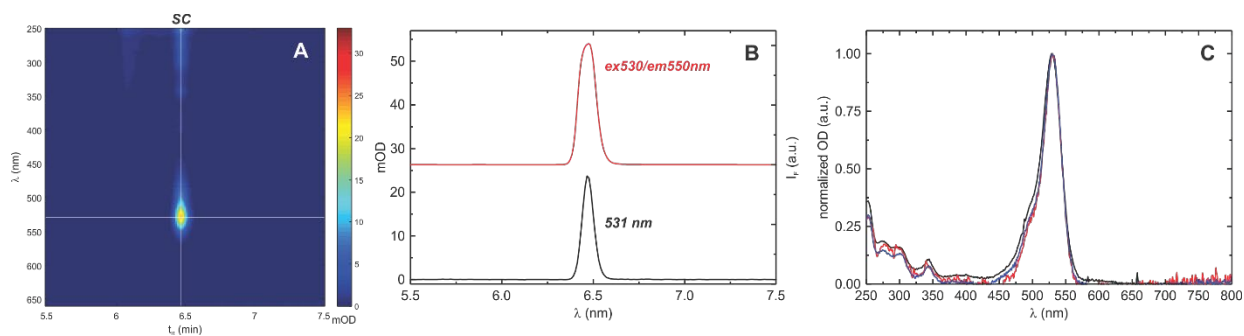 SC
250
300
350
400
450
500
550
600
650
λ (nm)
5.5
6.0
6.5
7.0
7.5
A
30
25
20
15
10
5
0
mOD
B
ex530/em550nm
531 nm
50
40
30
20
10
0
mOD
I_F (a.u.)
5.5
6.0
6.5
7.0
7.5
λ (nm)
C
1.00
0.75
0.50
0.25
0.00
normalized OD (a.u.)
250 300 350 400 450 500 550 600 650 700 750 800
λ (nm)